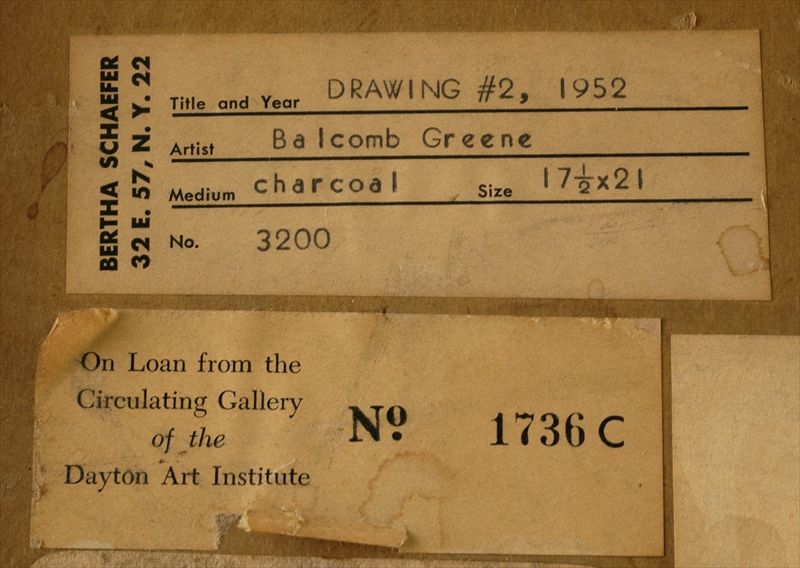 BERTHA SCHAEFER
32 E. 57, N. Y. 22
Title and Year DRAWING #2, 1952
Artist Balcomb Greene
Medium charcoal Size 17½x21
No. 3200
On Loan from the
Circulating Gallery
of the
Dayton Art Institute
Nº 1736 C